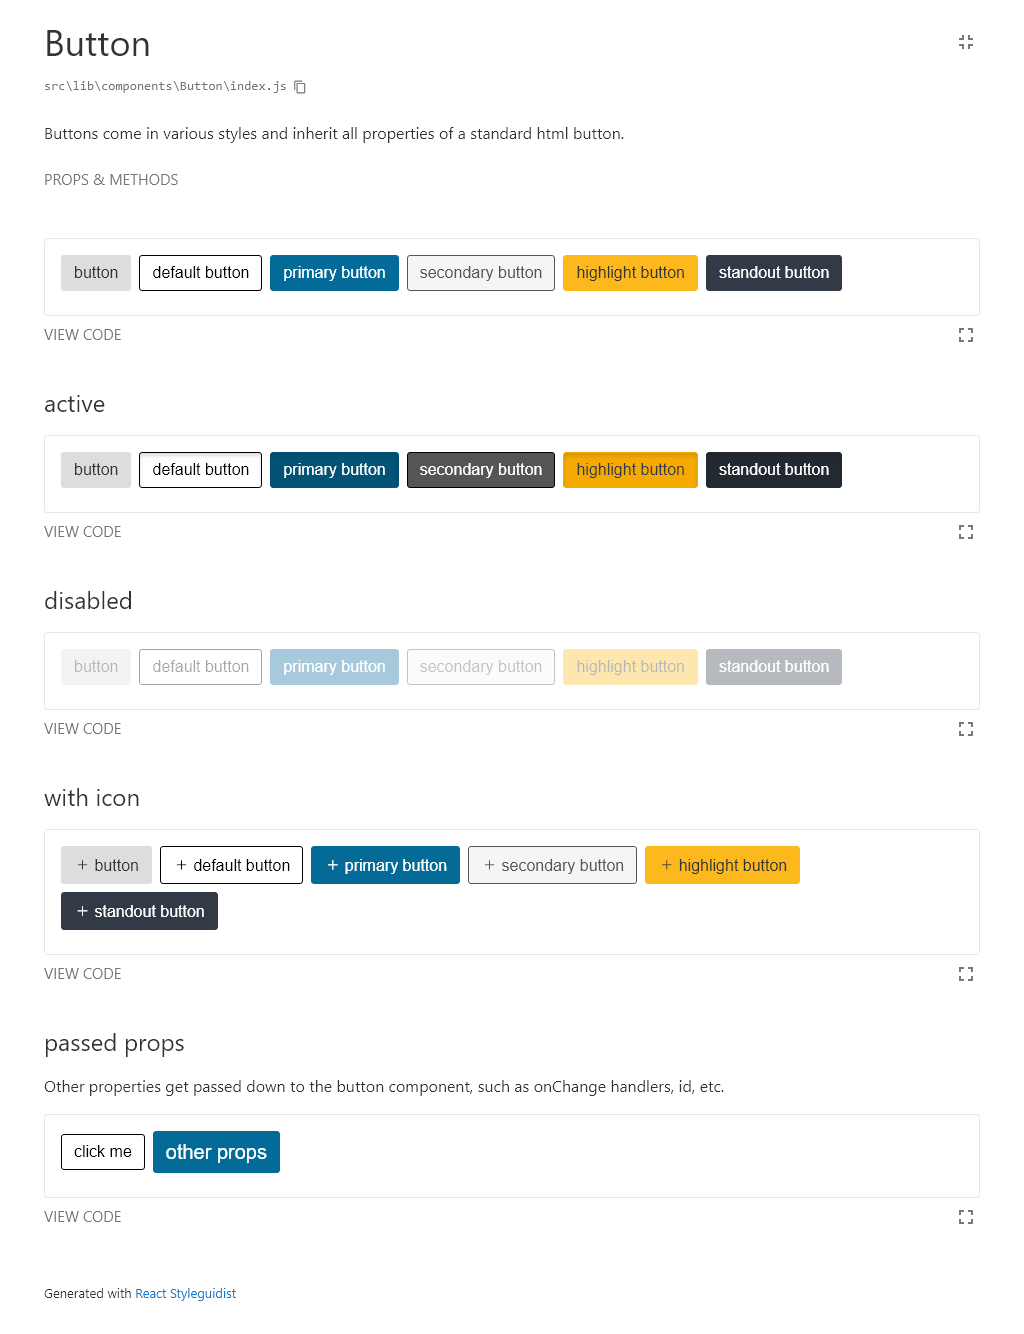 Button
src\lib\components\Button\index.js
Buttons come in various styles and inherit all properties of a standard html button.
PROPS & METHODS
button default button primary button secondary button highlight button standout button
VIEW CODE
active
button default button primary button secondary button highlight button standout button
VIEW CODE
disabled
button default button primary button secondary button highlight button standout button
VIEW CODE
with icon
+ button + default button + primary button + secondary button + highlight button
+ standout button
VIEW CODE
passed props
Other properties get passed down to the button component, such as onChange handlers, id, etc.
click me other props
VIEW CODE
Generated with React Styleguidist